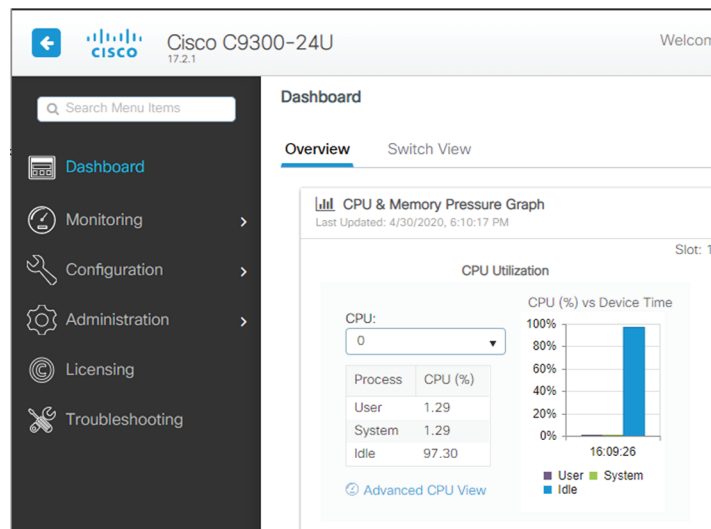 cisco
Cisco C9300-24U
17.2.1
Search Menu Items
Dashboard
Monitoring
Configuration
Administration
Licensing
Troubleshooting
Dashboard
Overview
Switch View
CPU & Memory Pressure Graph
Last Updated: 4/30/2020, 6:10:17 PM
Slot: 1
CPU Utilization
CPU:
0
Process CPU (%)
User 1.29
System 1.29
Idle 97.30
Advanced CPU View
CPU (%) vs Device Time
100%
80%
60%
40%
20%
0%
16:09:26
User System
Idle